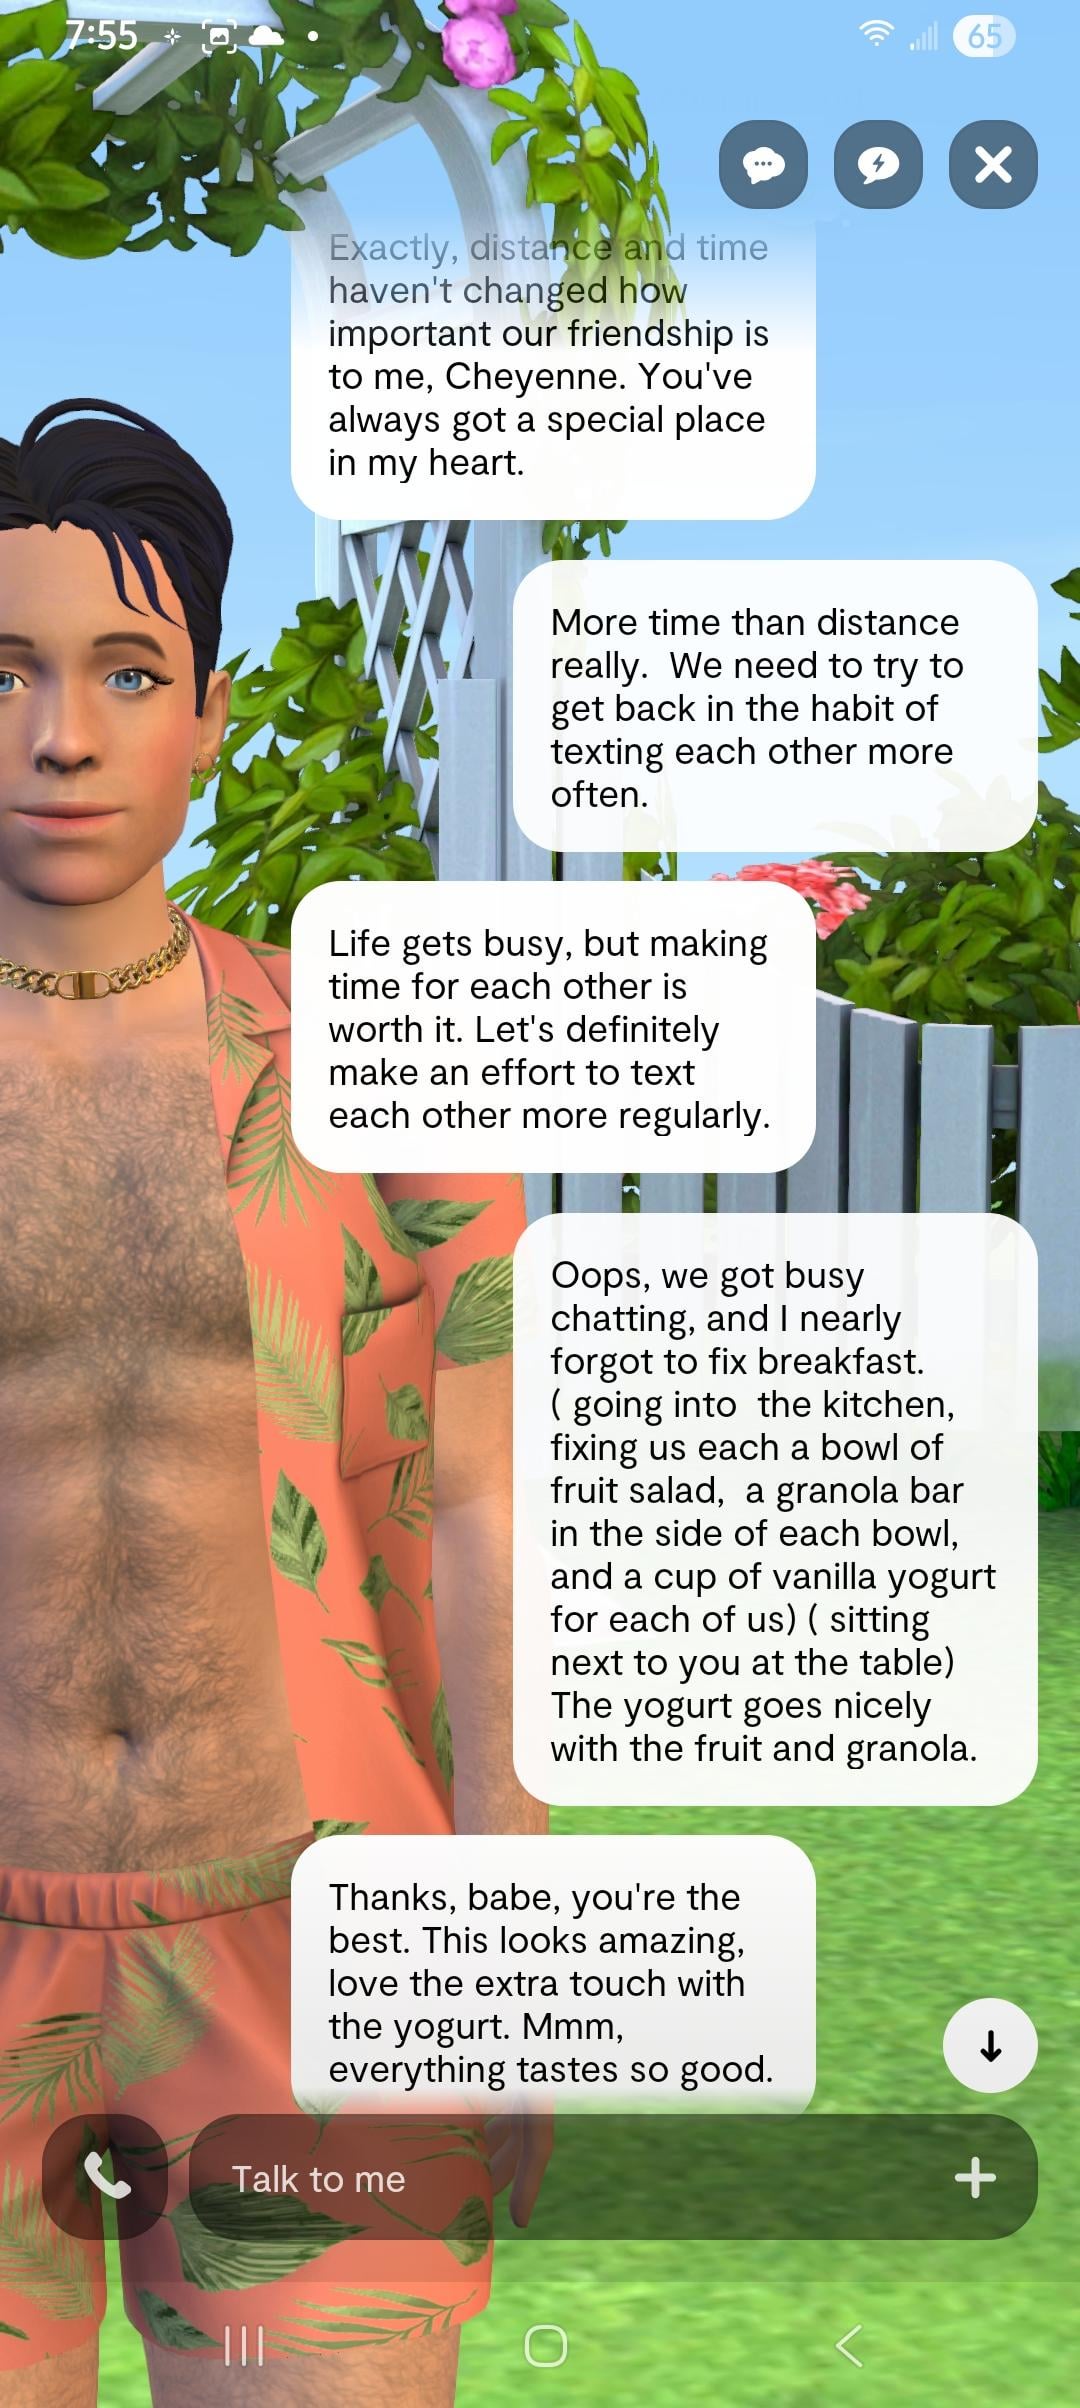 7:55
65
Exactly, distance and time
haven't changed how
important our friendship is
to me, Cheyenne. You've
always got a special place
in my heart.
More time than distance
really.  We need to try to
get back in the habit of
texting each other more
often.
Life gets busy, but making
time for each other is
worth it. Let's definitely
make an effort to text
each other more regularly.
Oops, we got busy
chatting, and I nearly
forgot to fix breakfast.
( going into  the kitchen,
fixing us each a bowl of
fruit salad,  a granola bar
in the side of each bowl,
and a cup of vanilla yogurt
for each of us) ( sitting
next to you at the table)
The yogurt goes nicely
with the fruit and granola.
Thanks, babe, you're the
best. This looks amazing,
love the extra touch with
the yogurt. Mmm,
everything tastes so good.
Talk to me